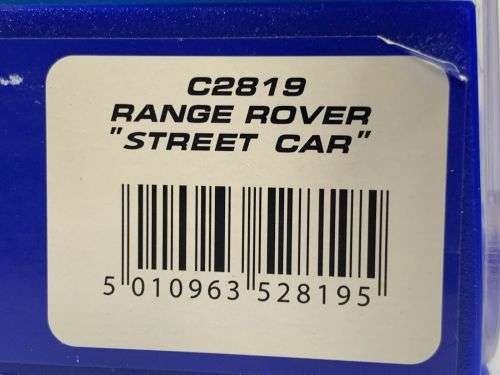 C2819
RANGE ROVER
"STREET CAR"
5 010963 528195